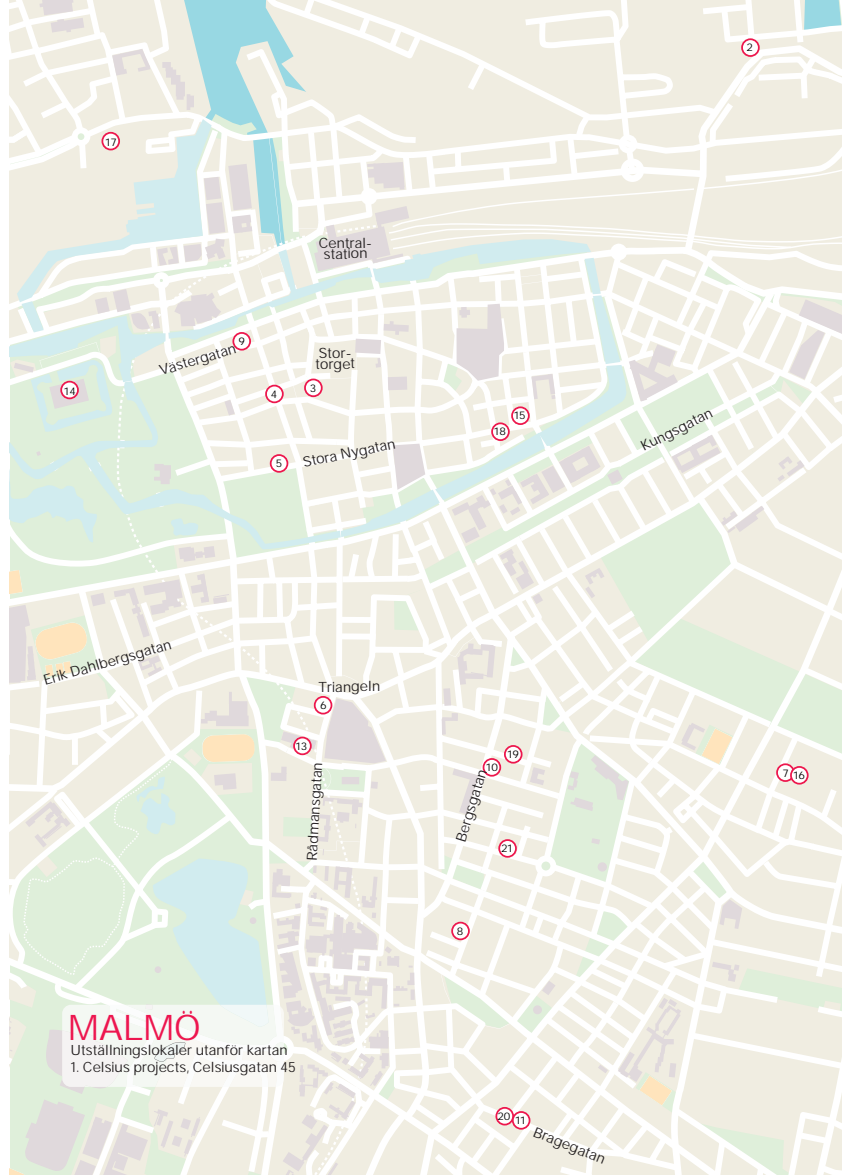 2
17
Central-
station
9
Västergatan
Stor-
torget
14
4
3
15
18
Kungsgatan
5
Stora Nygatan
Erik Dahlbergsgatan
Triangeln
6
13
19
10
7
16
Rådmansgatan
Bergsgatan
21
8
MALMÖ
Utställningslokaler utanför kartan
1. Celsius projects, Celsiusgatan 45
20
11
Bragegatan